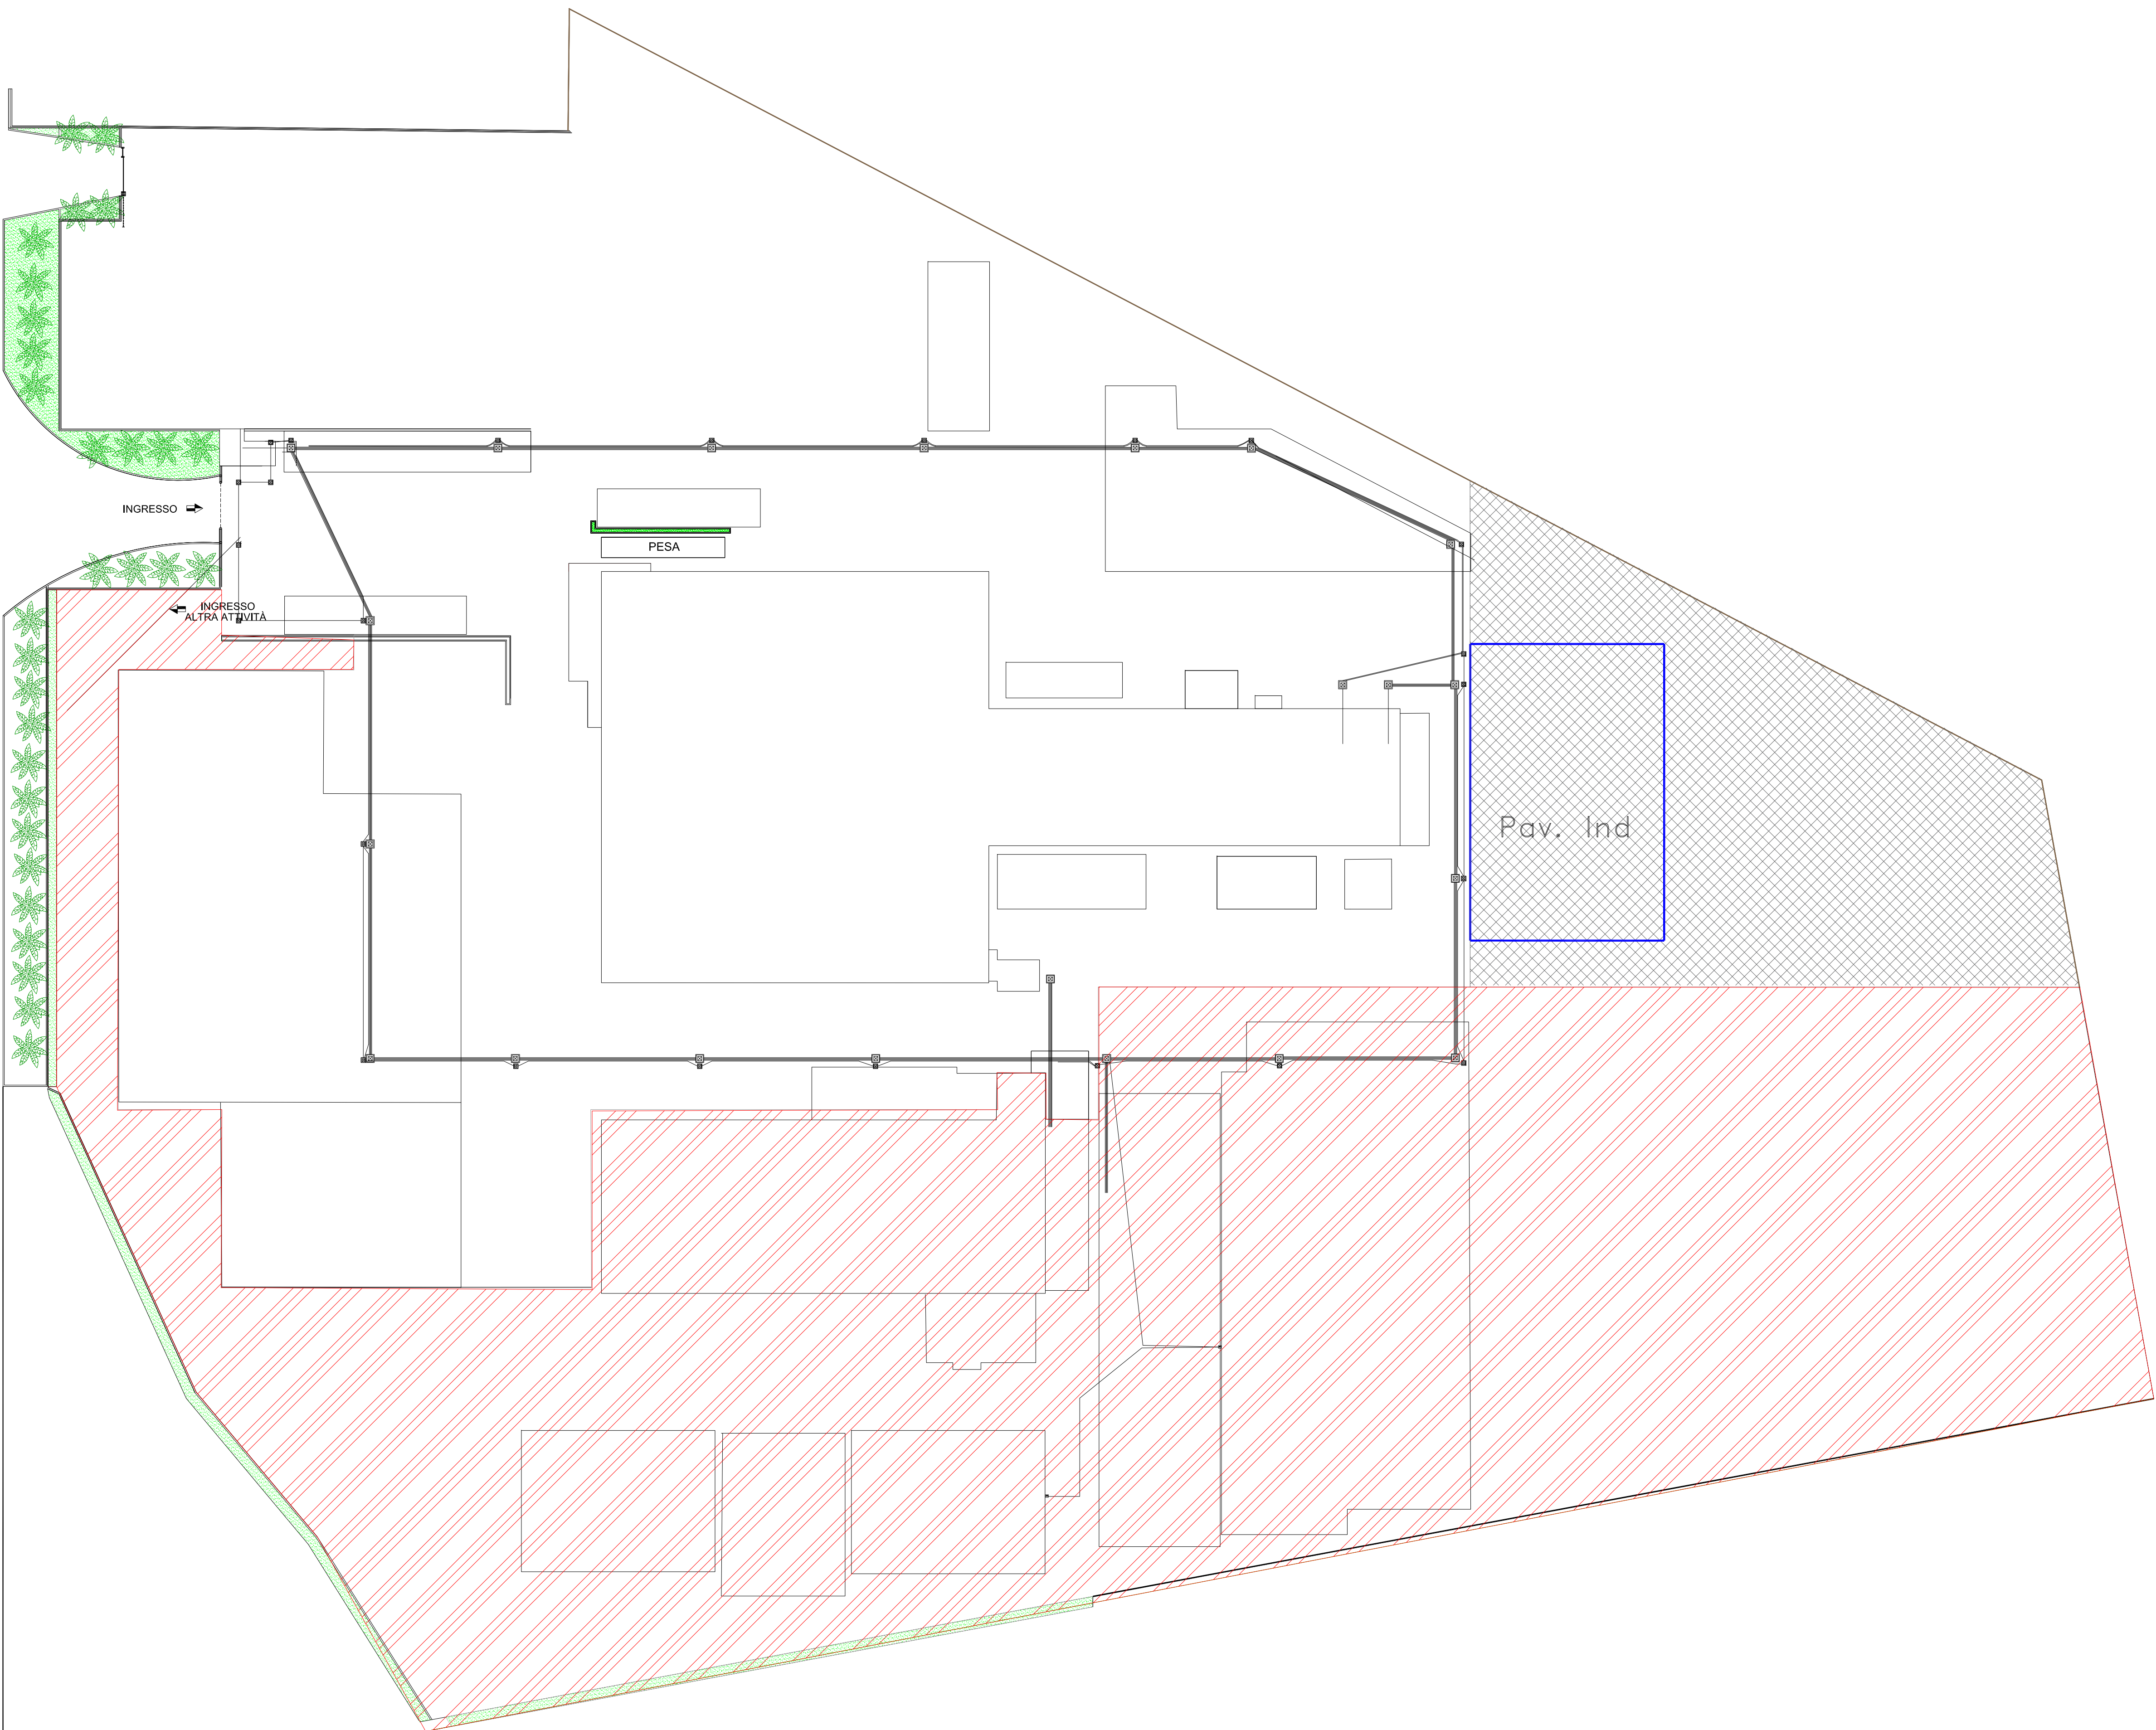 INGRESSO
PESA
INGRESSO
ALTRA ATTIVITÀ
Pav. Ind